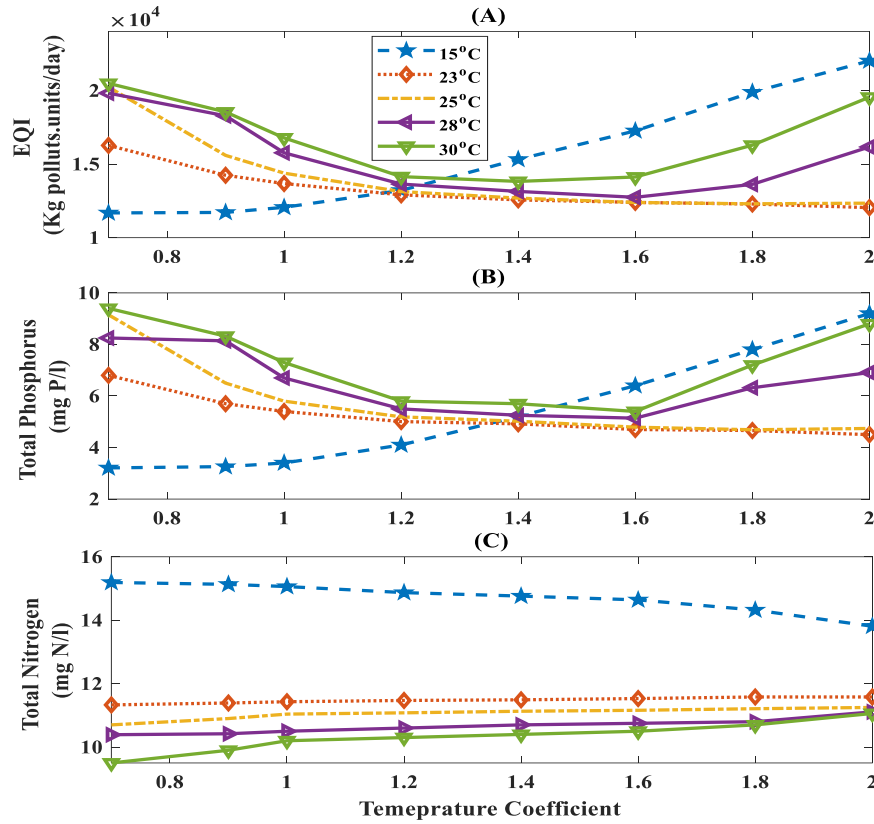 (A)
×10⁴
EQI
(Kg polluts.units/day)
2
1.5
1
0.8 1 1.2 1.4 1.6 1.8 2
15°C
23°C
25°C
28°C
30°C
(B)
Total Phosphorus
(mg P/l)
10
8
6
4
2
0.8 1 1.2 1.4 1.6 1.8 2
(C)
Total Nitrogen
(mg N/l)
16
14
12
10
0.8 1 1.2 1.4 1.6 1.8 2
Temeprature Coefficient